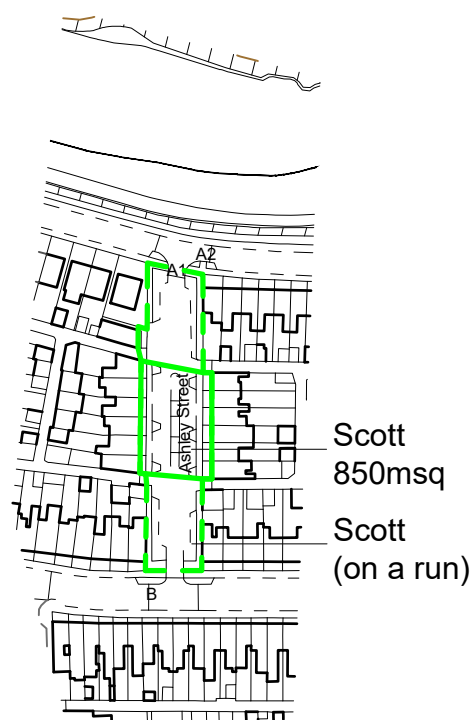 A2
A1
Ashley Street
Scott
850msq
Scott
(on a run)
B